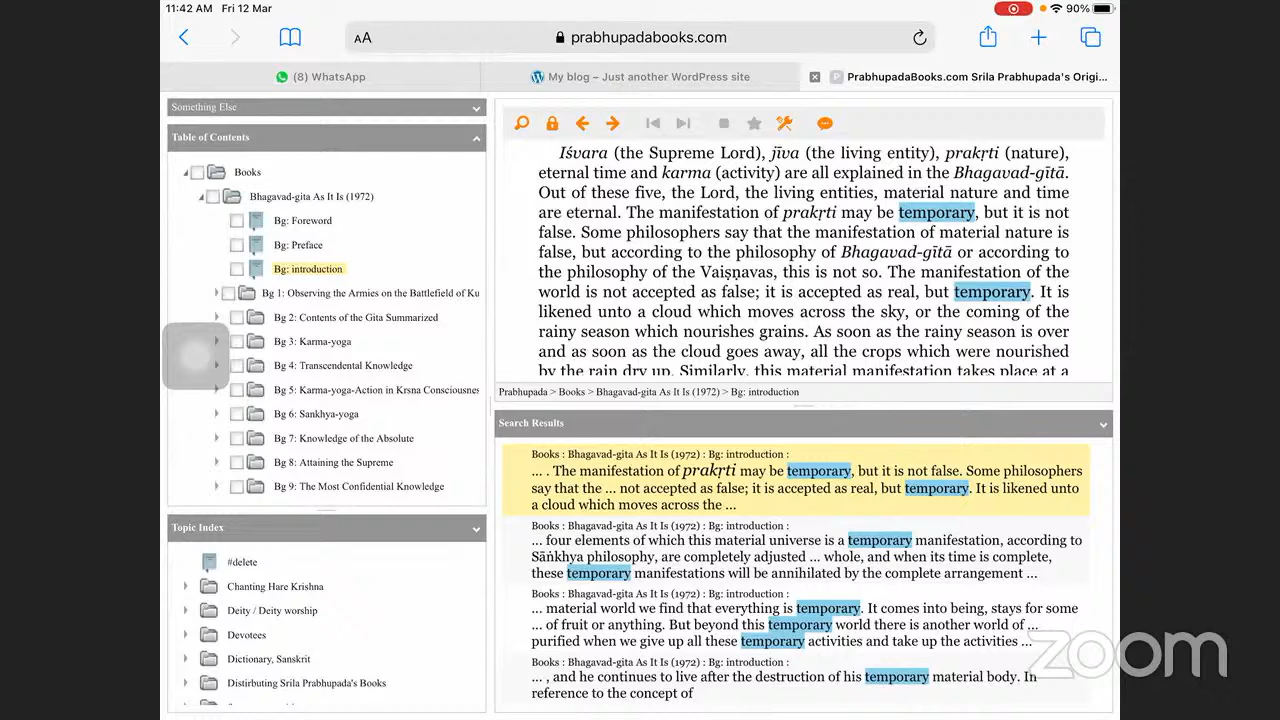 11:42 AM Fri 12 Mar
90%
AA
prabhupadabooks.com
(8) WhatsApp
My blog – Just another WordPress site
P PrabhupadaBooks.com Srila Prabhupada's Origi...
Something Else
Table of Contents
Books
Bhagavad-gita As It Is (1972)
Bg: Foreword
Bg: Preface
Bg: introduction
Bg 1: Observing the Armies on the Battlefield of Ku
Bg 2: Contents of the Gita Summarized
Bg 3: Karma-yoga
Bg 4: Transcendental Knowledge
Bg 5: Karma-yoga-Action in Krsna Consciousnes
Bg 6: Sankhya-yoga
Bg 7: Knowledge of the Absolute
Bg 8: Attaining the Supreme
Bg 9: The Most Confidential Knowledge
Topic Index
#delete
Chanting Hare Krishna
Deity / Deity worship
Devotees
Dictionary, Sanskrit
Distirbuting Srila Prabhupada's Books
Iśvara (the Supreme Lord), jīva (the living entity), prakṛti (nature),
eternal time and karma (activity) are all explained in the Bhagavad-gītā.
Out of these five, the Lord, the living entities, material nature and time
are eternal. The manifestation of prakṛti may be temporary, but it is not
false. Some philosophers say that the manifestation of material nature is
false, but according to the philosophy of Bhagavad-gītā or according to
the philosophy of the Vaiṣṇavas, this is not so. The manifestation of the
world is not accepted as false; it is accepted as real, but temporary. It is
likened unto a cloud which moves across the sky, or the coming of the
rainy season which nourishes grains. As soon as the rainy season is over
and as soon as the cloud goes away, all the crops which were nourished
by the rain dry up. Similarly, this material manifestation takes place at a
Prabhupada > Books > Bhagavad-gita As It Is (1972) > Bg: introduction
Search Results
Books : Bhagavad-gita As It Is (1972) : Bg: introduction :
... . The manifestation of prakṛti may be temporary, but it is not false. Some philosophers
say that the ... not accepted as false; it is accepted as real, but temporary. It is likened unto
a cloud which moves across the ...
Books : Bhagavad-gita As It Is (1972) : Bg: introduction :
... four elements of which this material universe is a temporary manifestation, according to
Sāṅkhya philosophy, are completely adjusted ... whole, and when its time is complete,
these temporary manifestations will be annihilated by the complete arrangement ...
Books : Bhagavad-gita As It Is (1972) : Bg: introduction :
... material world we find that everything is temporary. It comes into being, stays for some
... of fruit or anything. But beyond this temporary world there is another world of ...
purified when we give up all these temporary activities and take up the activities ...
Books : Bhagavad-gita As It Is (1972) : Bg: introduction :
... , and he continues to live after the destruction of his temporary material body. In
reference to the concept of
zoom